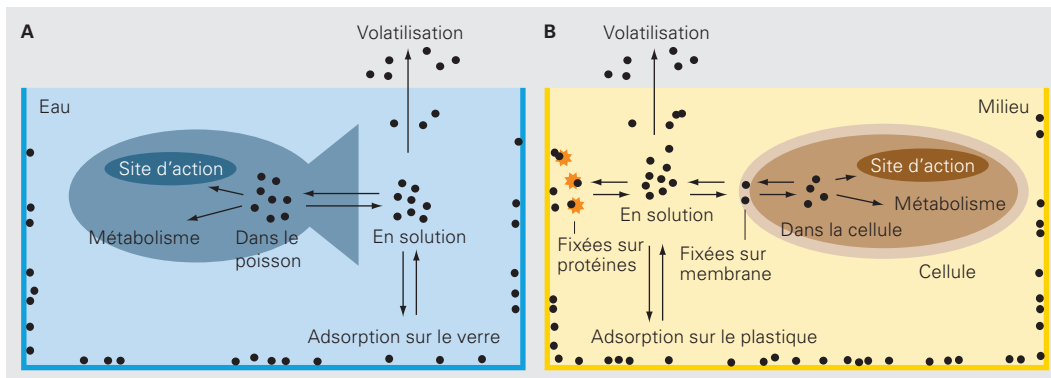 A
Volatilisation
Eau
Site d'action
Métabolisme
Dans le
poisson
En solution
Adsorption sur le verre
B
Volatilisation
Milieu
Site d'action
Métabolisme
En solution
Dans la cellule
Fixées sur
protéines
Fixées sur
membrane
Cellule
Adsorption sur le plastique